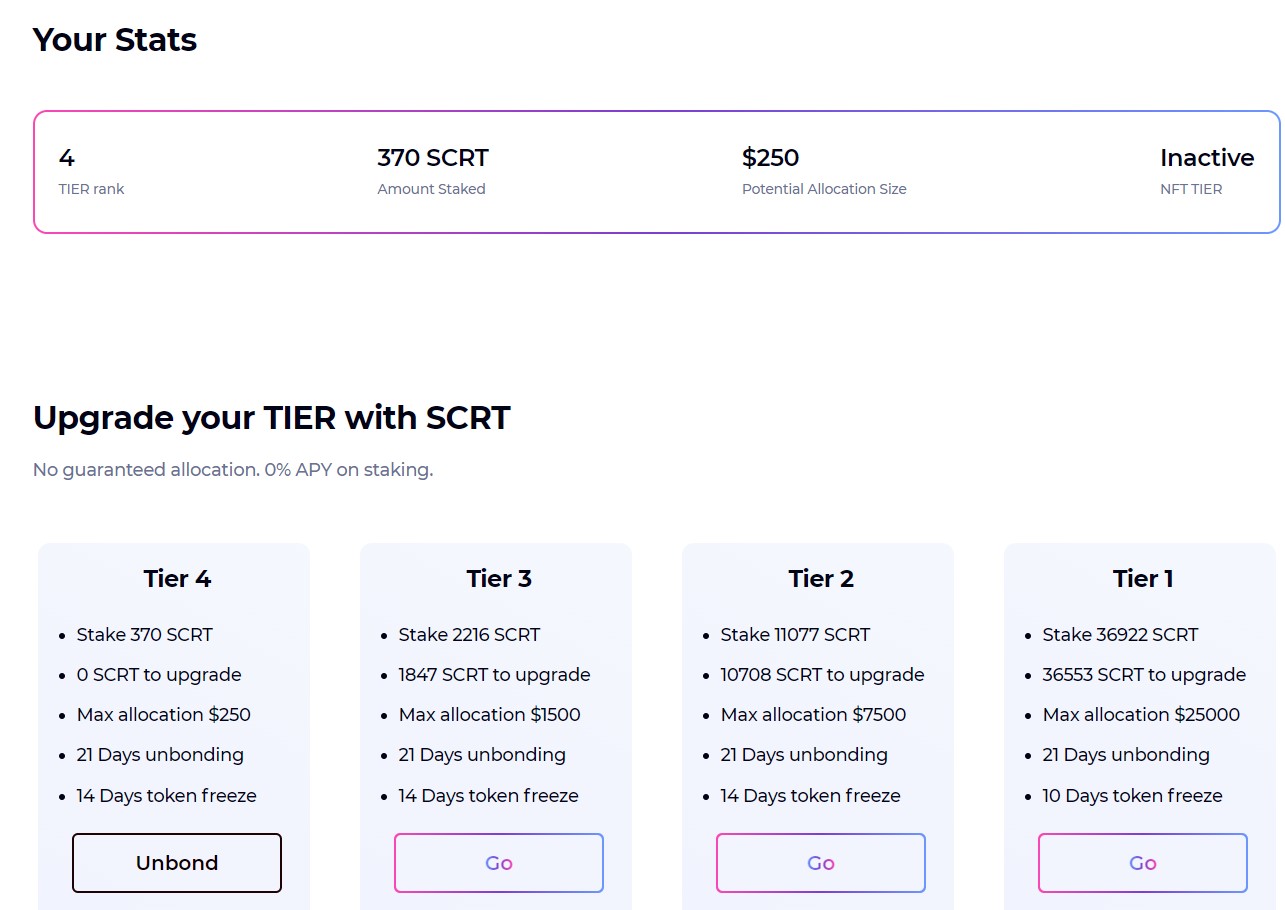 Your Stats
4
TIER rank
370 SCRT
Amount Staked
$250
Potential Allocation Size
Inactive
NFT TIER
Upgrade your TIER with SCRT
No guaranteed allocation. 0% APY on staking.
Tier 4
Stake 370 SCRT
0 SCRT to upgrade
Max allocation $250
21 Days unbonding
14 Days token freeze
Unbond
Tier 3
Stake 2216 SCRT
1847 SCRT to upgrade
Max allocation $1500
21 Days unbonding
14 Days token freeze
Go
Tier 2
Stake 11077 SCRT
10708 SCRT to upgrade
Max allocation $7500
21 Days unbonding
14 Days token freeze
Go
Tier 1
Stake 36922 SCRT
36553 SCRT to upgrade
Max allocation $25000
21 Days unbonding
10 Days token freeze
Go